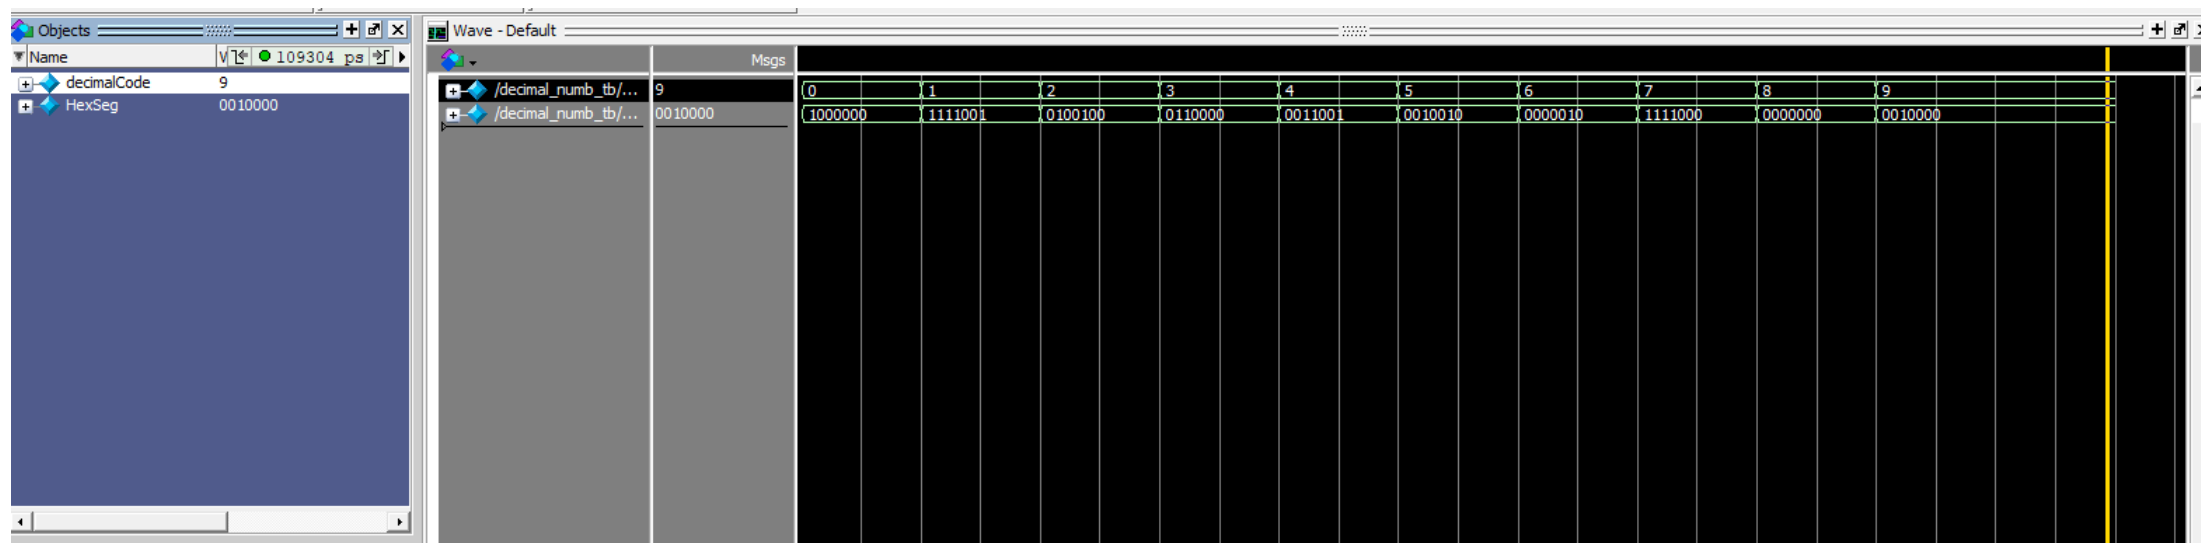 Objects
Wave - Default
Name V 109304 ps
Msgs
decimalCode 9
HexSeg 0010000
/decimal_numb_tb/... 9 0 1 2 3 4 5 6 7 8 9
/decimal_numb_tb/... 0010000 1000000 1111001 0100100 0110000 0011001 0010010 0000010 1111000 0000000 0010000